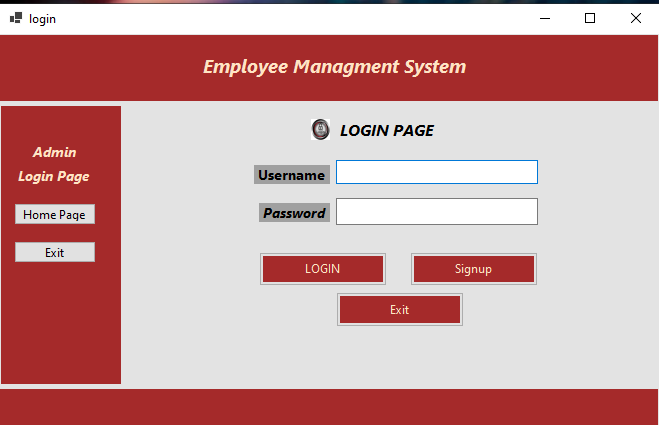 login
Employee Managment System
Admin
Login Page
Home Page
Exit
LOGIN PAGE
Username
Password
LOGIN
Signup
Exit